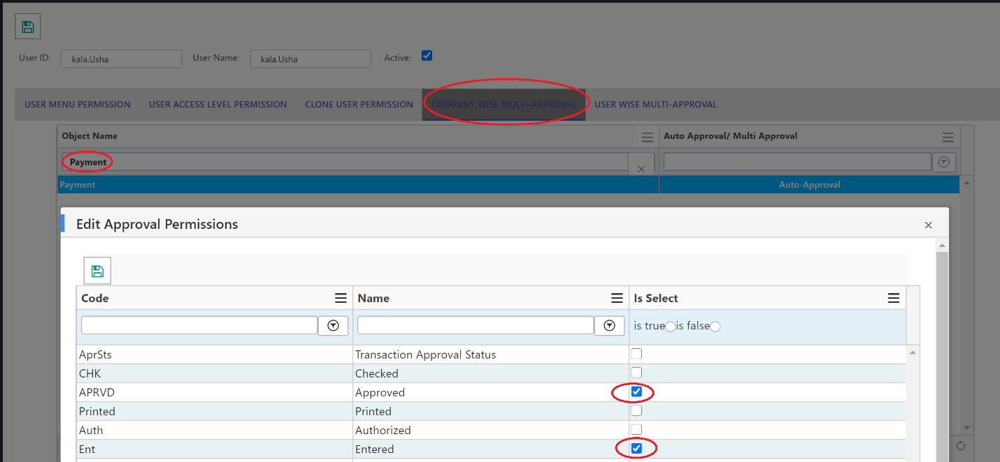 User ID: kala.Usha User Name: kala.Usha Active:
USER MENU PERMISSION USER ACCESS LEVEL PERMISSION CLONE USER PERMISSION COMPANY WISE MULTI-APPROVAL USER WISE MULTI-APPROVAL
Object Name Auto Approval/ Multi Approval
Payment
Payment Auto-Approval
Edit Approval Permissions
Code Name Is Select
is true is false
AprSts Transaction Approval Status
CHK Checked
APRVD Approved
Printed Printed
Auth Authorized
Ent Entered